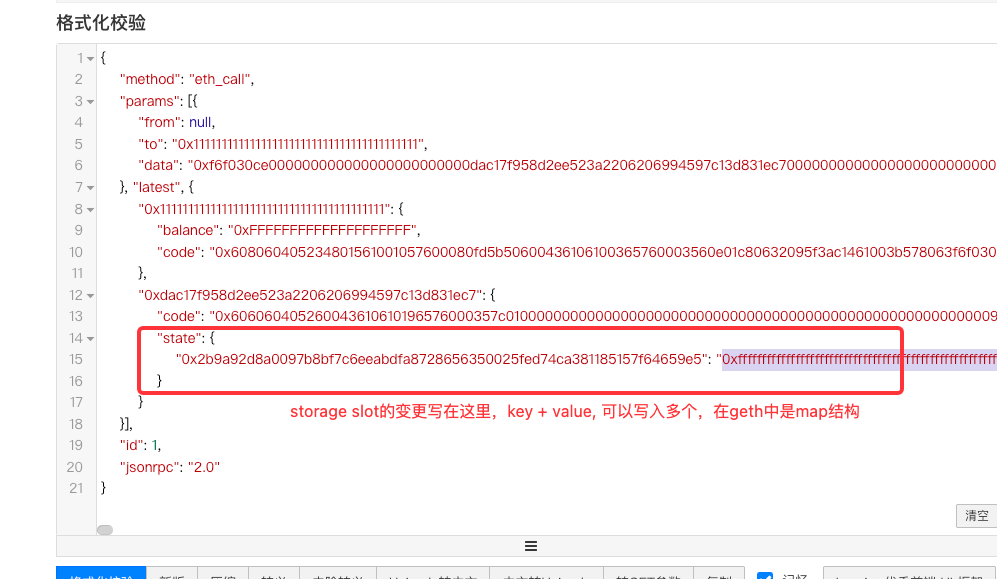 格式化校验
1 {
2 "method": "eth_call",
3 "params": [{
4 "from": null,
5 "to": "0x1111111111111111111111111111111111111111",
6
7 }, "latest", {
8 "0x1111111111111111111111111111111111111111": {
9 "balance": "0xFFFFFFFFFFFFFFFFFFFF",
10 "code": "0x608060405234801561001057600080fd5b50600436106100365760003560e01c80632095f3ac1461003b578063f6f030
11 },
12 "0xdac17f958d2ee523a2206206994597c13d831ec7": {
13 "code":
14 "state": {
15 "0x2b9a92d8a0097b8bf7c6eeabdfa8728656350025fed74ca381185157f64659e5":
16 }
storage slot的变更写在这里，key + value, 可以写入多个，在geth中是map结构
17 }
18 }],
19 "id": 1,
20 "jsonrpc": "2.0"
21 }
清空